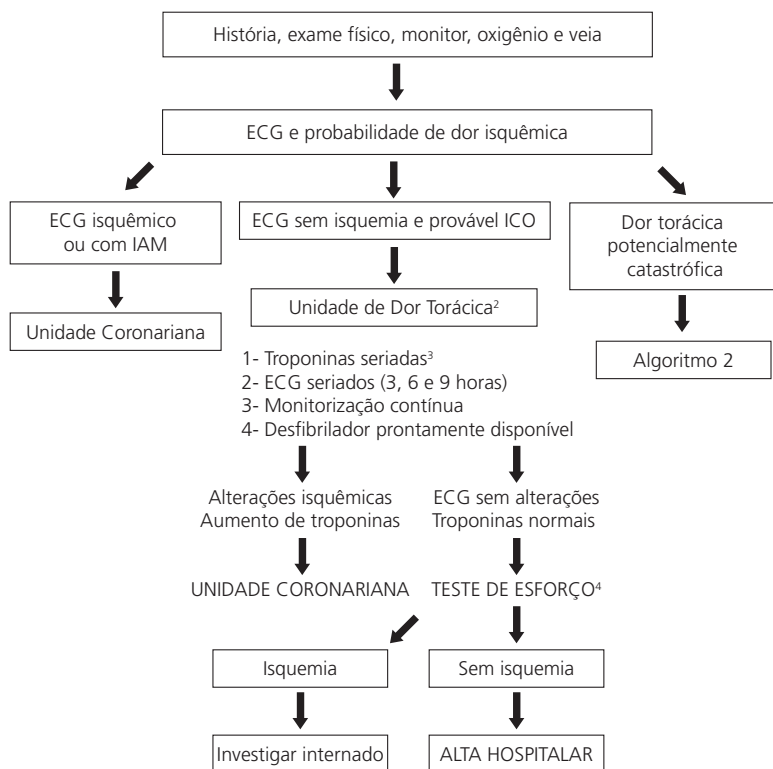 História, exame físico, monitor, oxigênio e veia
ECG e probabilidade de dor isquêmica
ECG isquêmico
ou com IAM
ECG sem isquemia e provável ICO
Dor torácica
potencialmente
catastrófica
Unidade Coronariana
Unidade de Dor Torácica²
Algoritmo 2
1- Troponinas seriadas³
2- ECG seriados (3, 6 e 9 horas)
3- Monitorização contínua
4- Desfibrilador prontamente disponível
Alterações isquêmicas
Aumento de troponinas
ECG sem alterações
Troponinas normais
UNIDADE CORONARIANA
TESTE DE ESFORÇO⁴
Isquemia
Sem isquemia
Investigar internado
ALTA HOSPITALAR